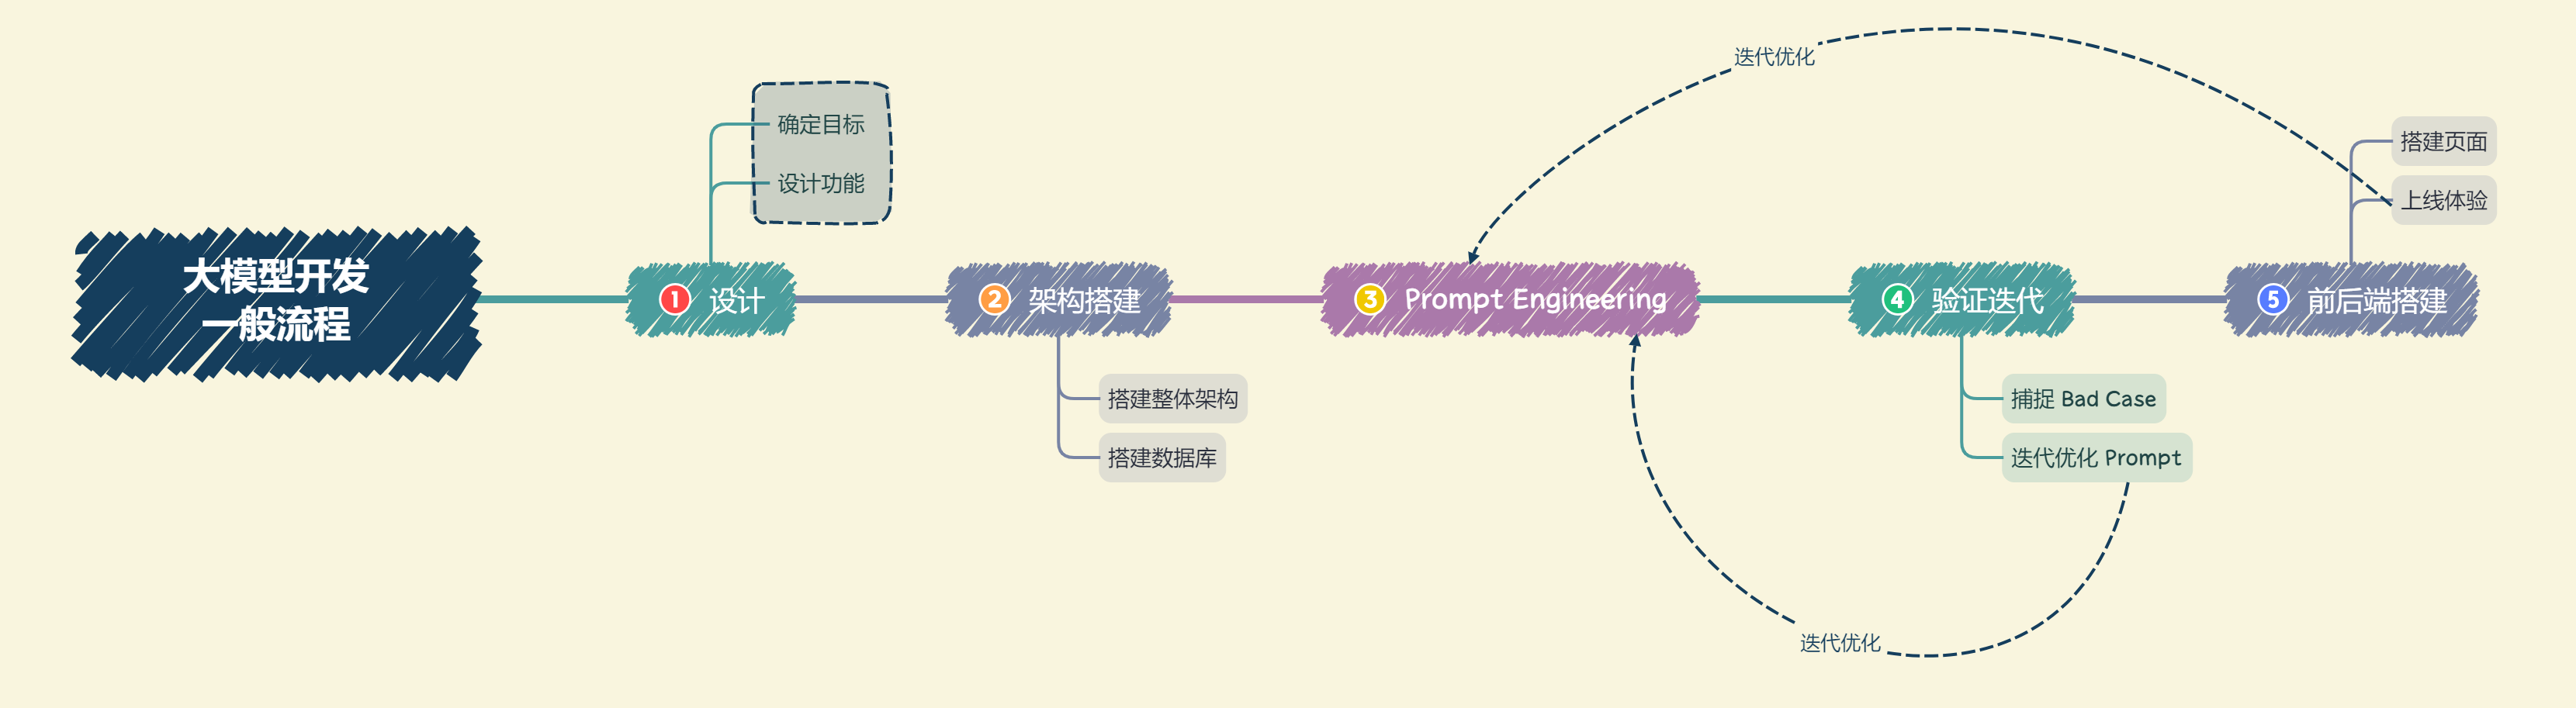 大模型开发
一般流程
1 设计
确定目标
设计功能
2 架构搭建
搭建整体架构
搭建数据库
3 Prompt Engineering
4 验证迭代
捕捉 Bad Case
迭代优化 Prompt
迭代优化
5 前后端搭建
搭建页面
上线体验
迭代优化